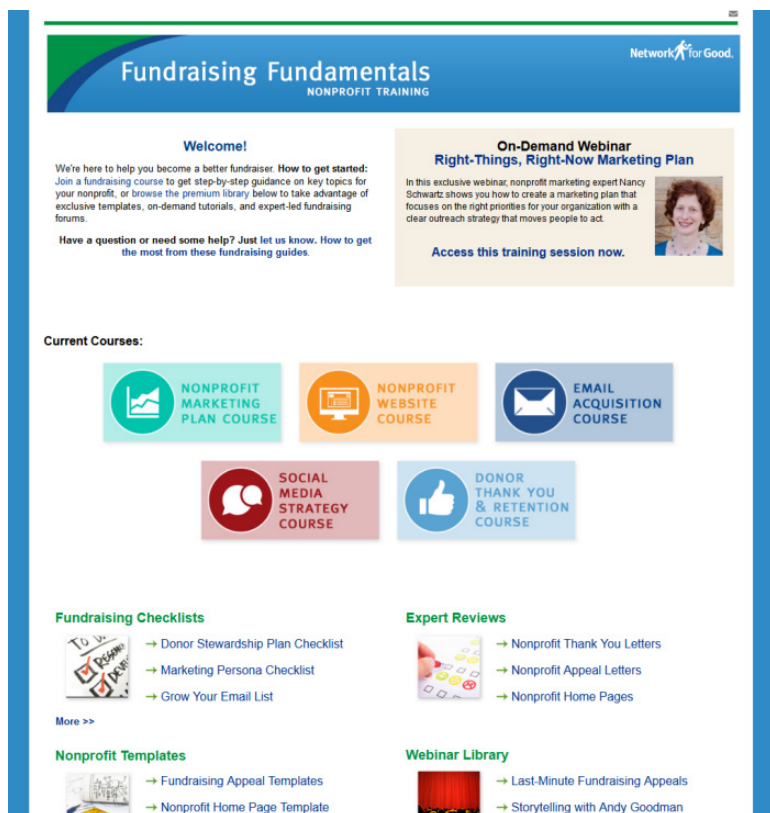 Network for Good.
Fundraising Fundamentals
NONPROFIT TRAINING
Welcome!
We're here to help you become a better fundraiser. How to get started:
Join a fundraising course to get step-by-step guidance on key topics for
your nonprofit, or browse the premium library below to take advantage of
exclusive templates, on-demand tutorials, and expert-led fundraising
forums.
Have a question or need some help? Just let us know. How to get
the most from these fundraising guides.
On-Demand Webinar
Right-Things, Right-Now Marketing Plan
In this exclusive webinar, nonprofit marketing expert Nancy
Schwartz shows you how to create a marketing plan that
focuses on the right priorities for your organization with a
clear outreach strategy that moves people to act.
Access this training session now.
Current Courses:
NONPROFIT
MARKETING
PLAN COURSE
NONPROFIT
WEBSITE
COURSE
EMAIL
ACQUISITION
COURSE
SOCIAL
MEDIA
STRATEGY
COURSE
DONOR
THANK YOU
& RETENTION
COURSE
Fundraising Checklists
TO
→ Donor Stewardship Plan Checklist
→ Marketing Persona Checklist
→ Grow Your Email List
More >>
Expert Reviews
→ Nonprofit Thank You Letters
→ Nonprofit Appeal Letters
→ Nonprofit Home Pages
Nonprofit Templates
→ Fundraising Appeal Templates
→ Nonprofit Home Page Template
Webinar Library
→ Last-Minute Fundraising Appeals
→ Storytelling with Andy Goodman